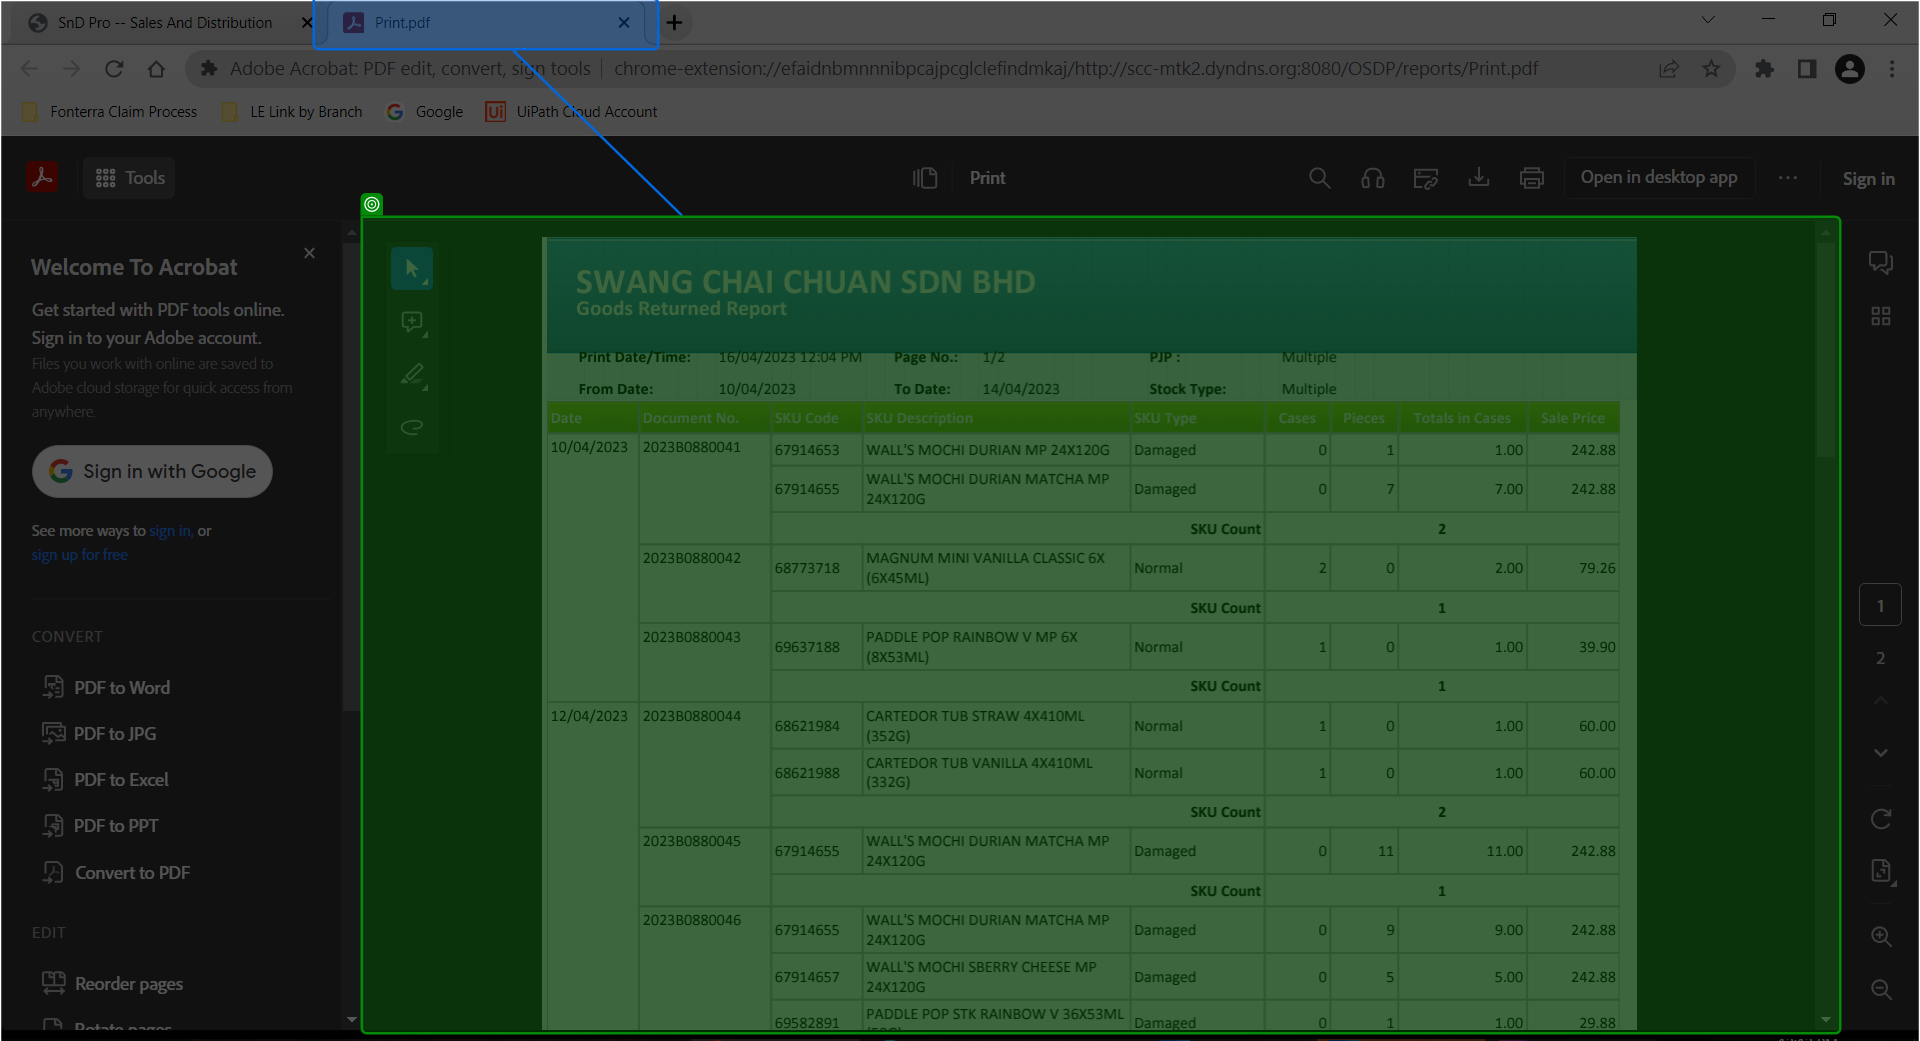 SnD Pro -- Sales And Distribution
Print.pdf
Adobe Acrobat: PDF edit, convert, sign tools
chrome-extension://efaidnbmnnnibpcajpcglclefindmkaj/http://scc-mtk2.dyndns.org:8080/OSDP/reports/Print.pdf
Fonterra Claim Process
LE Link by Branch
Google
UiPath Cloud Account
Tools
Print
Open in desktop app
Sign in
Welcome To Acrobat
Get started with PDF tools online.
Sign in to your Adobe account.
Files you work with online are saved to
Adobe cloud storage for quick access from
anywhere.
Sign in with Google
See more ways to sign in, or
sign up for free
CONVERT
PDF to Word
PDF to JPG
PDF to Excel
PDF to PPT
Convert to PDF
EDIT
Reorder pages
Rotate pages
SWANG CHAI CHUAN SDN BHD
Goods Returned Report
Print Date/Time: 16/04/2023 12:04 PM Page No.: 1/2 PJP : Multiple
From Date: 10/04/2023 To Date: 14/04/2023 Stock Type: Multiple
Date Document No. SKU Code SKU Description SKU Type Cases Pieces Totals in Cases Sale Price
10/04/2023 2023B0880041 67914653 WALL'S MOCHI DURIAN MP 24X120G Damaged 0 1 1.00 242.88
67914655 WALL'S MOCHI DURIAN MATCHA MP
24X120G Damaged 0 7 7.00 242.88
SKU Count 2
2023B0880042 68773718 MAGNUM MINI VANILLA CLASSIC 6X
(6X45ML) Normal 2 0 2.00 79.26
SKU Count 1
2023B0880043 69637188 PADDLE POP RAINBOW V MP 6X
(8X53ML) Normal 1 0 1.00 39.90
SKU Count 1
12/04/2023 2023B0880044 68621984 CARTEDOR TUB STRAW 4X410ML
(352G) Normal 1 0 1.00 60.00
68621988 CARTEDOR TUB VANILLA 4X410ML
(332G) Normal 1 0 1.00 60.00
SKU Count 2
2023B0880045 67914655 WALL'S MOCHI DURIAN MATCHA MP
24X120G Damaged 0 11 11.00 242.88
SKU Count 1
2023B0880046 67914655 WALL'S MOCHI DURIAN MATCHA MP
24X120G Damaged 0 9 9.00 242.88
67914657 WALL'S MOCHI SBERRY CHEESE MP
24X120G Damaged 0 5 5.00 242.88
69582891 PADDLE POP STK RAINBOW V 36X53ML
Damaged 0 1 1.00 29.88
1
2